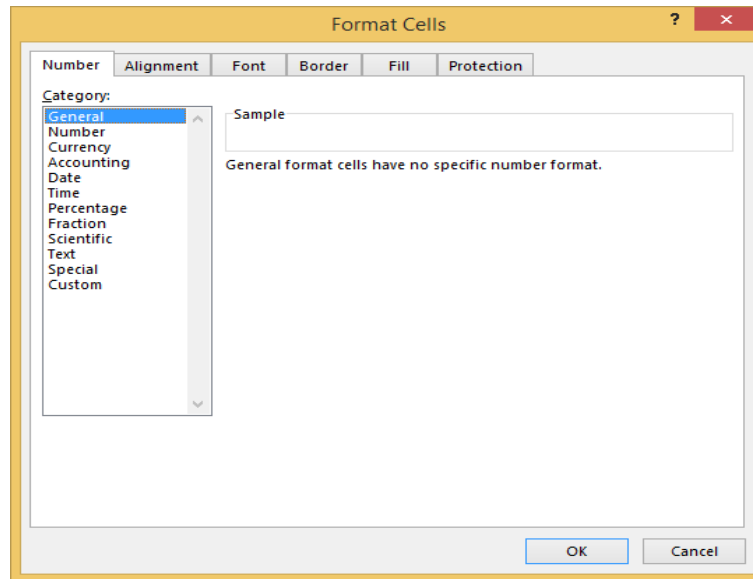 Format Cells
?
Number Alignment Font Border Fill Protection
Category:
General
Number
Currency
Accounting
Date
Time
Percentage
Fraction
Scientific
Text
Special
Custom
Sample
General format cells have no specific number format.
OK Cancel